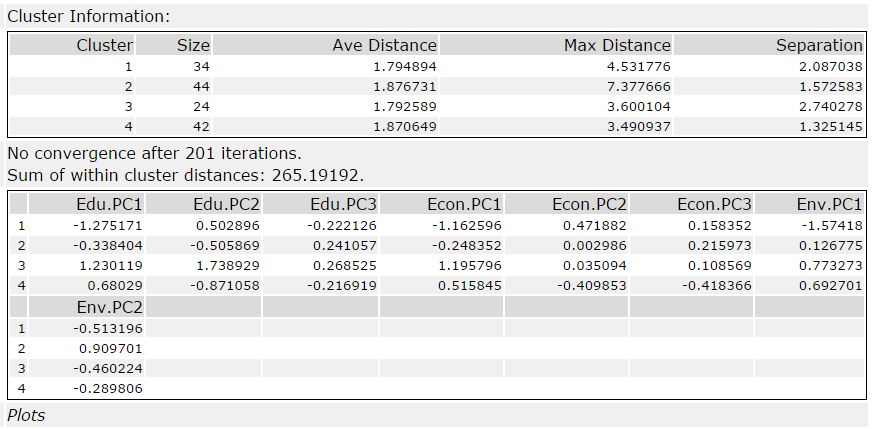 Cluster Information:
Cluster Size Ave Distance Max Distance Separation
1 34 1.794894 4.531776 2.087038
2 44 1.876731 7.377666 1.572583
3 24 1.792589 3.600104 2.740278
4 42 1.870649 3.490937 1.325145
No convergence after 201 iterations.
Sum of within cluster distances: 265.19192.
Edu.PC1 Edu.PC2 Edu.PC3 Econ.PC1 Econ.PC2 Econ.PC3 Env.PC1
1 -1.275171 0.502896 -0.222126 -1.162596 0.471882 0.158352 -1.57418
2 -0.338404 -0.505869 0.241057 -0.248352 0.002986 0.215973 0.126775
3 1.230119 1.738929 0.268525 1.195796 0.035094 0.108569 0.773273
4 0.68029 -0.871058 -0.216919 0.515845 -0.409853 -0.418366 0.692701
Env.PC2
1 -0.513196
2 0.909701
3 -0.460224
4 -0.289806
Plots